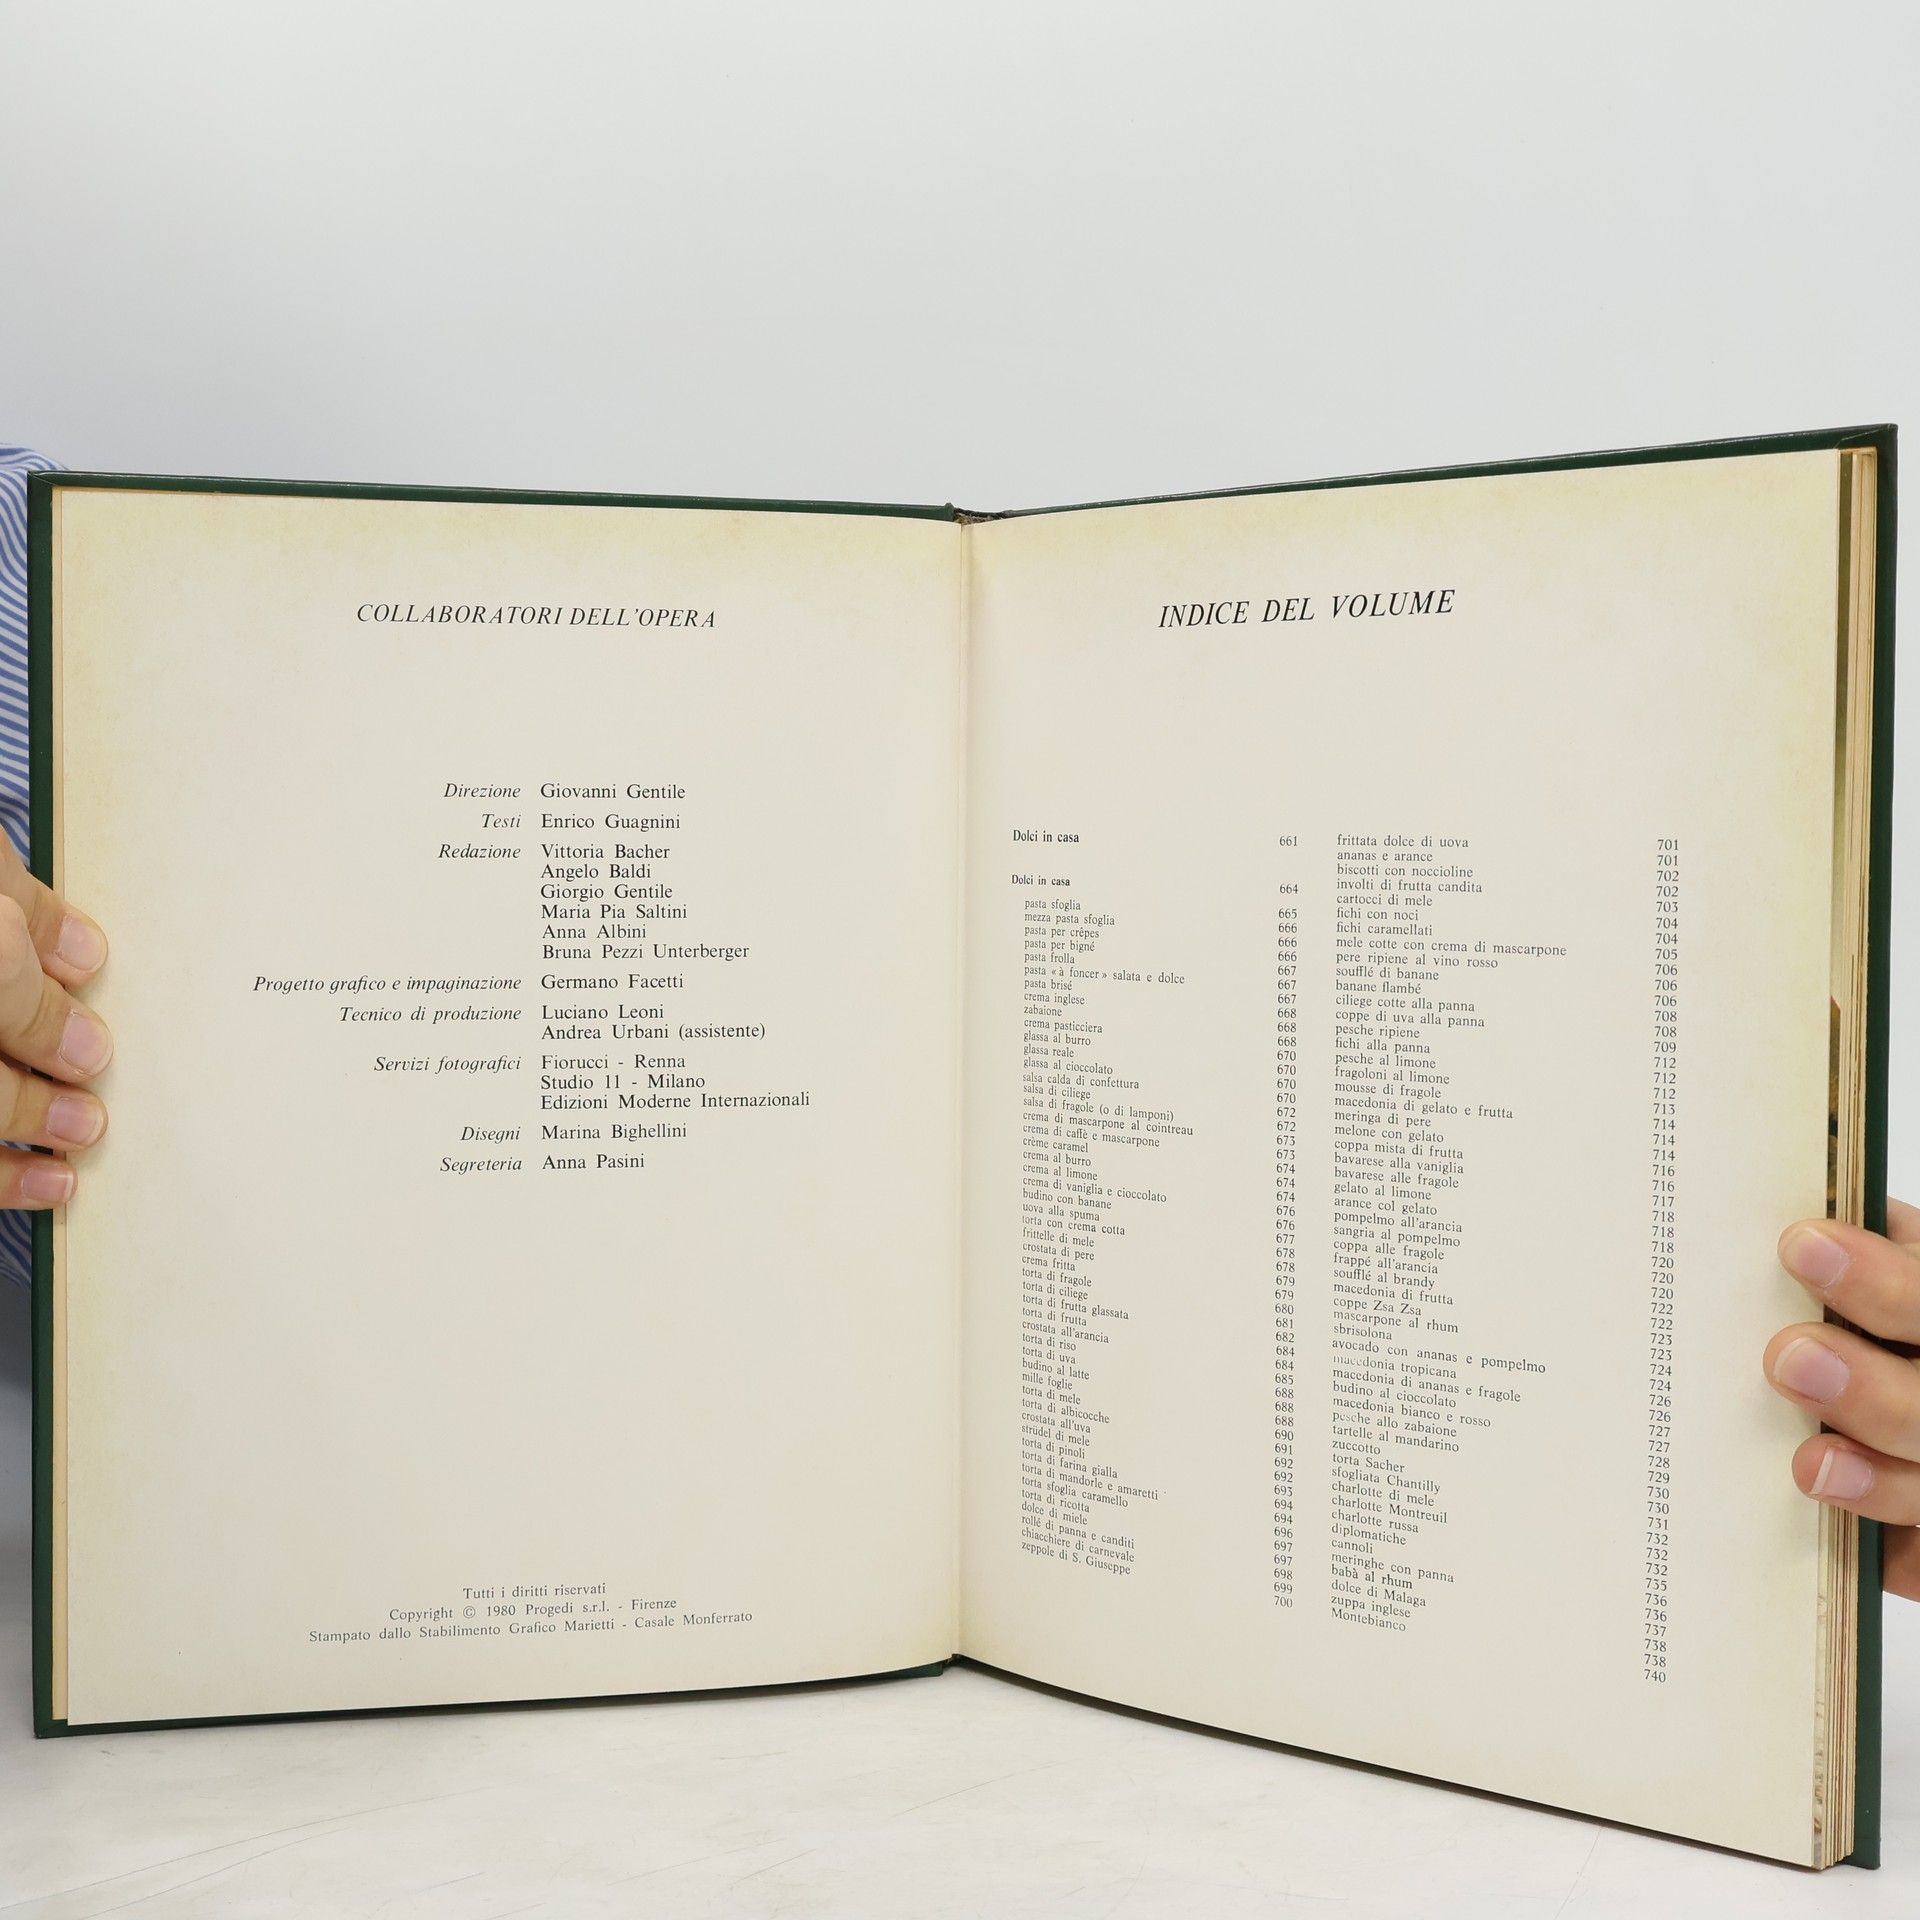 COLLABORATORI DELL'OPERA
Direzione Giovanni Gentile
Testi Enrico Guagnini
Redazione Vittoria Bacher
Angelo Baldi
Giorgio Gentile
Maria Pia Saltini
Anna Albini
Bruna Pezzi Unterberger
Progetto grafico e impaginazione Germano Facetti
Tecnico di produzione Luciano Leoni
Andrea Urbani (assistente)
Servizi fotografici Fiorucci - Renna
Studio 11 - Milano
Edizioni Moderne Internazionali
Disegni Marina Bighellini
Segreteria Anna Pasini
Tutti i diritti riservati
Copyright © 1980 Progedi s.r.l. - Firenze
Stampato dallo Stabilimento Grafico Marietti - Casale Monferrato
INDICE DEL VOLUME
Dolci in casa 661
Dolci in casa 664
pasta sfoglia 665
mezza pasta sfoglia 666
pasta per crêpes 666
pasta per bigné 666
pasta frolla 667
pasta «à foncer» salata e dolce 667
pasta brisé 667
crema inglese 668
zabaione 668
crema pasticciera 668
glassa al burro 670
glassa reale 670
glassa al cioccolato 670
salsa calda di confettura 670
salsa di ciliege 672
salsa di fragole (o di lamponi) 672
crema di mascarpone al cointreau 673
crema di caffè e mascarpone 673
crème caramel 674
crema al burro 674
crema al limone 674
crema di vaniglia e cioccolato 676
budino con banane 676
uova alla spuma 677
torta con crema cotta 678
frittelle di mele 678
crostata di pere 679
crema fritta 679
torta di fragole 680
torta di ciliege 681
torta di frutta glassata 682
torta di frutta 684
crostata all'arancia 684
torta di riso 685
torta di uva 688
budino al latte 688
mille foglie 688
torta di mele 690
torta di albicocche 691
crostata all'uva 692
strüdel di mele 692
torta di pinoli 693
torta di farina gialla 694
torta di mandorle e amaretti 694
torta sfoglia caramello 696
torta di ricotta 697
dolce di miele 697
rollé di panna e canditi 698
chiacchiere di carnevale 699
zeppole di S. Giuseppe 700
frittata dolce di uova 701
ananas e arance 701
biscotti con noccioline 702
involti di frutta candita 702
cartocci di mele 703
fichi con noci 704
fichi caramellati 704
mele cotte con crema di mascarpone 705
pere ripiene al vino rosso 706
soufflé di banane 706
banane flambé 706
ciliege cotte alla panna 708
coppe di uva alla panna 708
pesche ripiene 709
fichi alla panna 712
pesche al limone 712
fragoloni al limone 712
mousse di fragole 713
macedonia di gelato e frutta 714
meringa di pere 714
melone con gelato 714
coppa mista di frutta 716
bavarese alla vaniglia 716
bavarese alle fragole 717
gelato al limone 718
arance col gelato 718
pompelmo all'arancia 718
sangria al pompelmo 720
coppa alle fragole 720
frappé all'arancia 720
soufflé al brandy 722
macedonia di frutta 722
coppe Zsa Zsa 723
mascarpone al rhum 723
sbrisolona 724
avocado con ananas e pompelmo 724
macedonia tropicana 726
macedonia di ananas e fragole 726
budino al cioccolato 727
macedonia bianco e rosso 727
pesche allo zabaione 728
tartelle al mandarino 729
zuccotto 730
torta Sacher 730
sfogliata Chantilly 731
charlotte di mele 732
charlotte Montreuil 732
charlotte russa 732
diplomatiche 735
cannoli 736
meringhe con panna 736
babà al rhum 737
dolce di Malaga 738
zuppa inglese 738
Montebianco 740